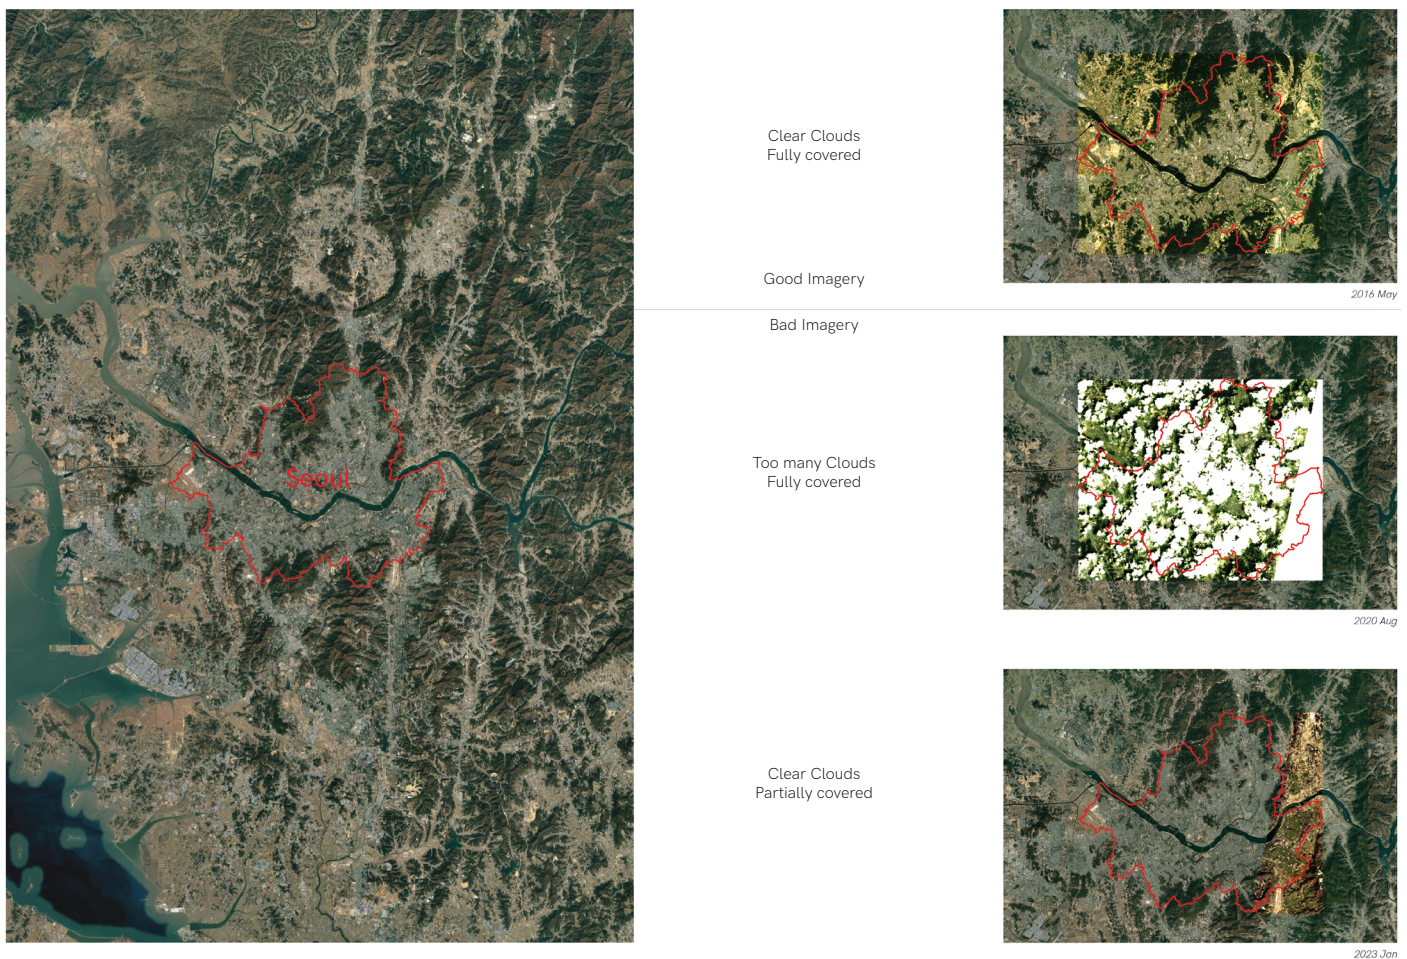 Seoul
Clear Clouds
Fully covered
Good Imagery
2016 May
Bad Imagery
Too many Clouds
Fully covered
2020 Aug
Clear Clouds
Partially covered
2023 Jan